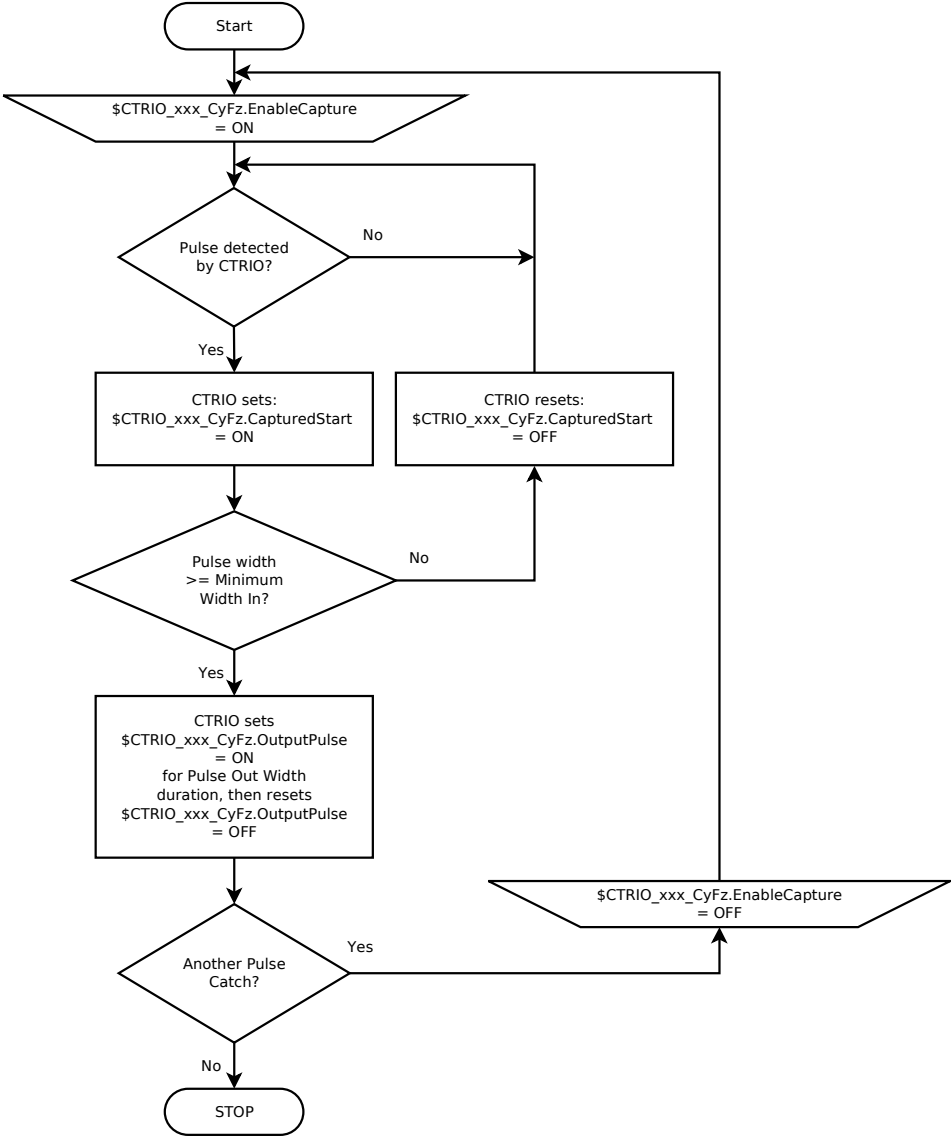 Start
$CTRIO_xxx_CyFz.EnableCapture
= ON
Pulse detected
by CTRIO?
No
Yes
CTRIO sets:
$CTRIO_xxx_CyFz.CapturedStart
= ON
CTRIO resets:
$CTRIO_xxx_CyFz.CapturedStart
= OFF
Pulse width
>= Minimum
Width In?
No
Yes
CTRIO sets
$CTRIO_xxx_CyFz.OutputPulse
= ON
for Pulse Out Width
duration, then resets
$CTRIO_xxx_CyFz.OutputPulse
= OFF
$CTRIO_xxx_CyFz.EnableCapture
= OFF
Another Pulse
Catch?
Yes
No
STOP